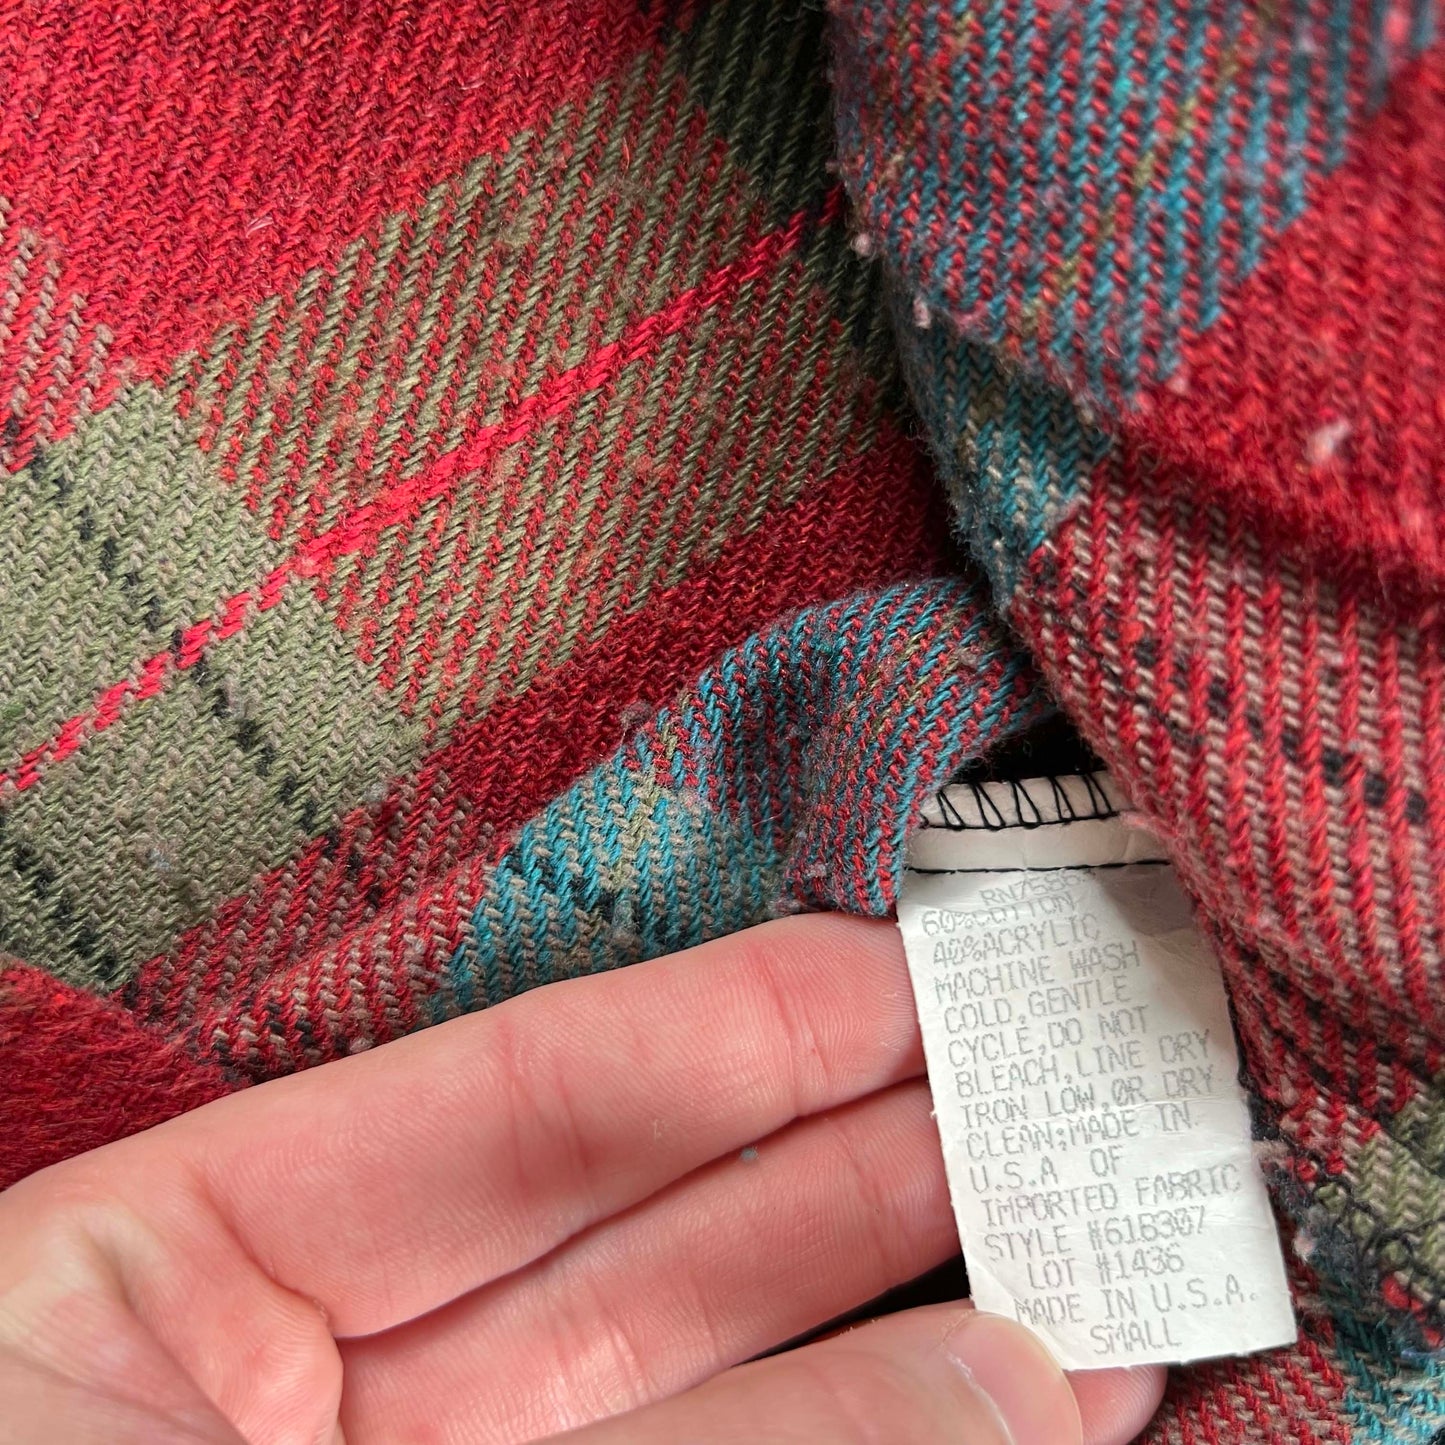 60%COTTON
40%ACRYLIC
MACHINE WASH
COLD,GENTLE
CYCLE,DO NOT
BLEACH,LINE DRY
IRON LOW,OR DRY
CLEAN;MADE IN
U.S.A OF
IMPORTED FABRIC
STYLE #61B307
LOT #1436
MADE IN U.S.A.
SMALL